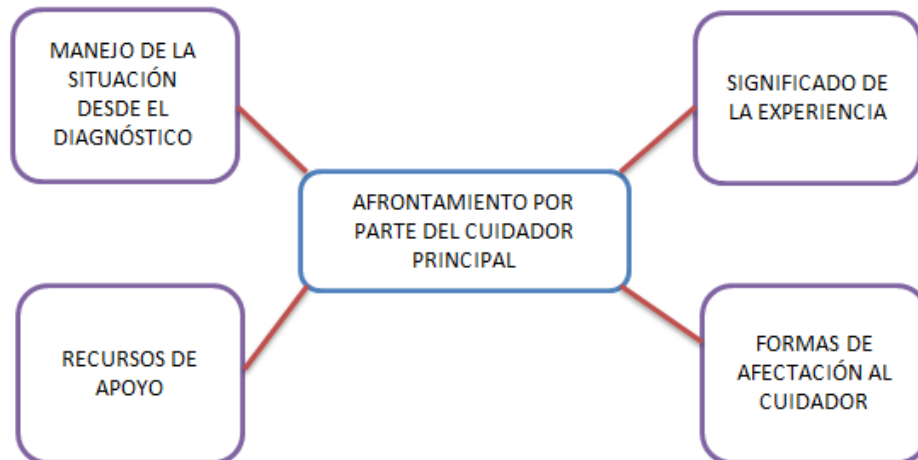 MANEJO DE LA
SITUACIÓN
DESDE EL
DIAGNÓSTICO
SIGNIFICADO DE
LA EXPERIENCIA
AFRONTAMIENTO POR
PARTE DEL CUIDADOR
PRINCIPAL
RECURSOS DE
APOYO
FORMAS DE
AFECTACIÓN AL
CUIDADOR